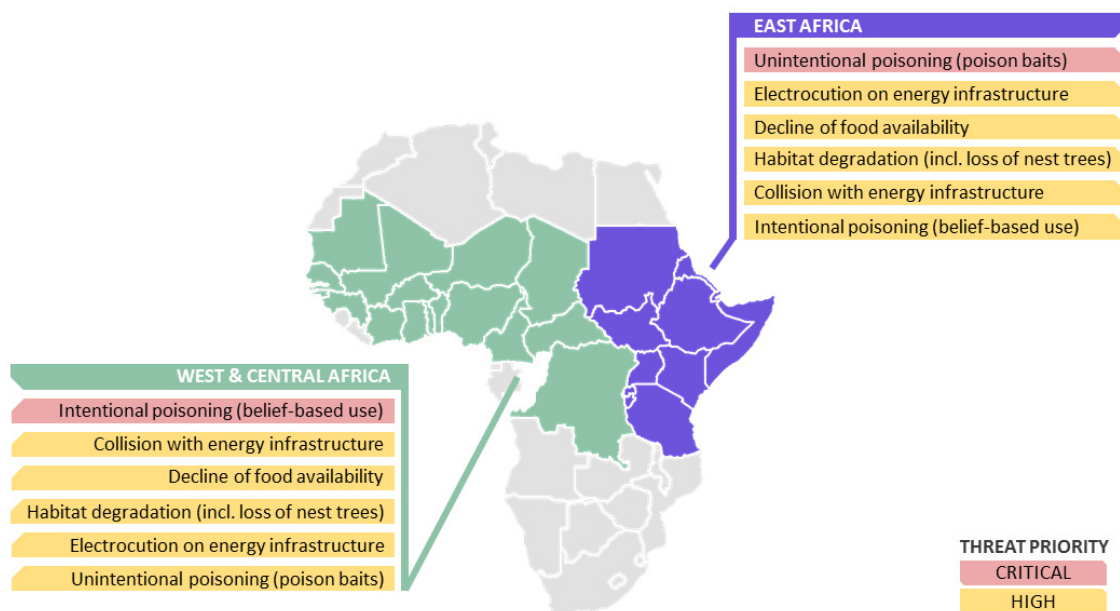 EAST AFRICA
Unintentional poisoning (poison baits)
Electrocution on energy infrastructure
Decline of food availability
Habitat degradation (incl. loss of nest trees)
Collision with energy infrastructure
Intentional poisoning (belief-based use)
WEST & CENTRAL AFRICA
Intentional poisoning (belief-based use)
Collision with energy infrastructure
Decline of food availability
Habitat degradation (incl. loss of nest trees)
Electrocution on energy infrastructure
Unintentional poisoning (poison baits)
THREAT PRIORITY
CRITICAL
HIGH